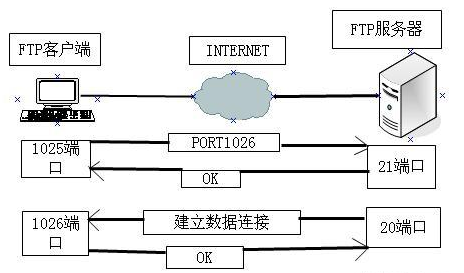 FTP客户端
INTERNET
FTP服务器
1025端
口
PORT1026
OK
21端口
1026端
口
建立数据连接
OK
20端口